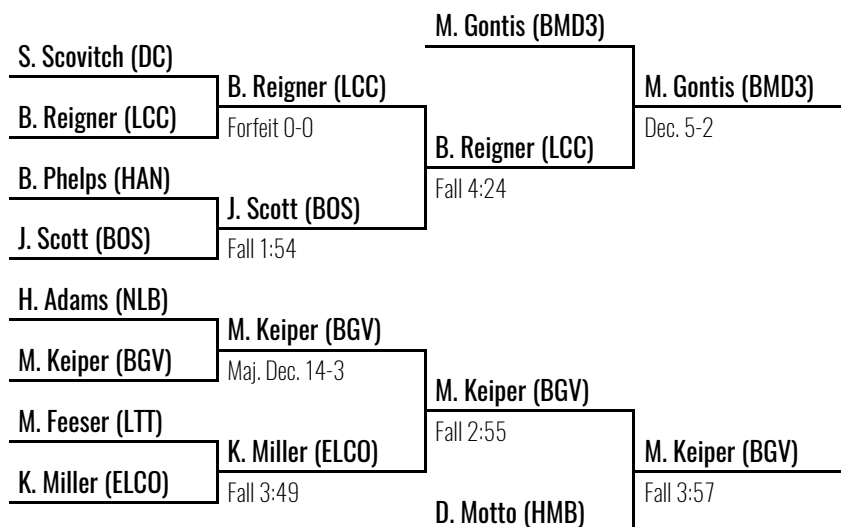 M. Gontis (BMD3)
S. Scovitch (DC)
B. Reigner (LCC)
M. Gontis (BMD3)
B. Reigner (LCC)
Forfeit 0-0
Dec. 5-2
B. Reigner (LCC)
B. Phelps (HAN)
Fall 4:24
J. Scott (BOS)
J. Scott (BOS)
Fall 1:54
H. Adams (NLB)
M. Keiper (BGV)
M. Keiper (BGV)
Maj. Dec. 14-3
M. Keiper (BGV)
M. Feeser (LTT)
Fall 2:55
K. Miller (ELCO)
M. Keiper (BGV)
K. Miller (ELCO)
Fall 3:49
Fall 3:57
D. Motto (HMB)